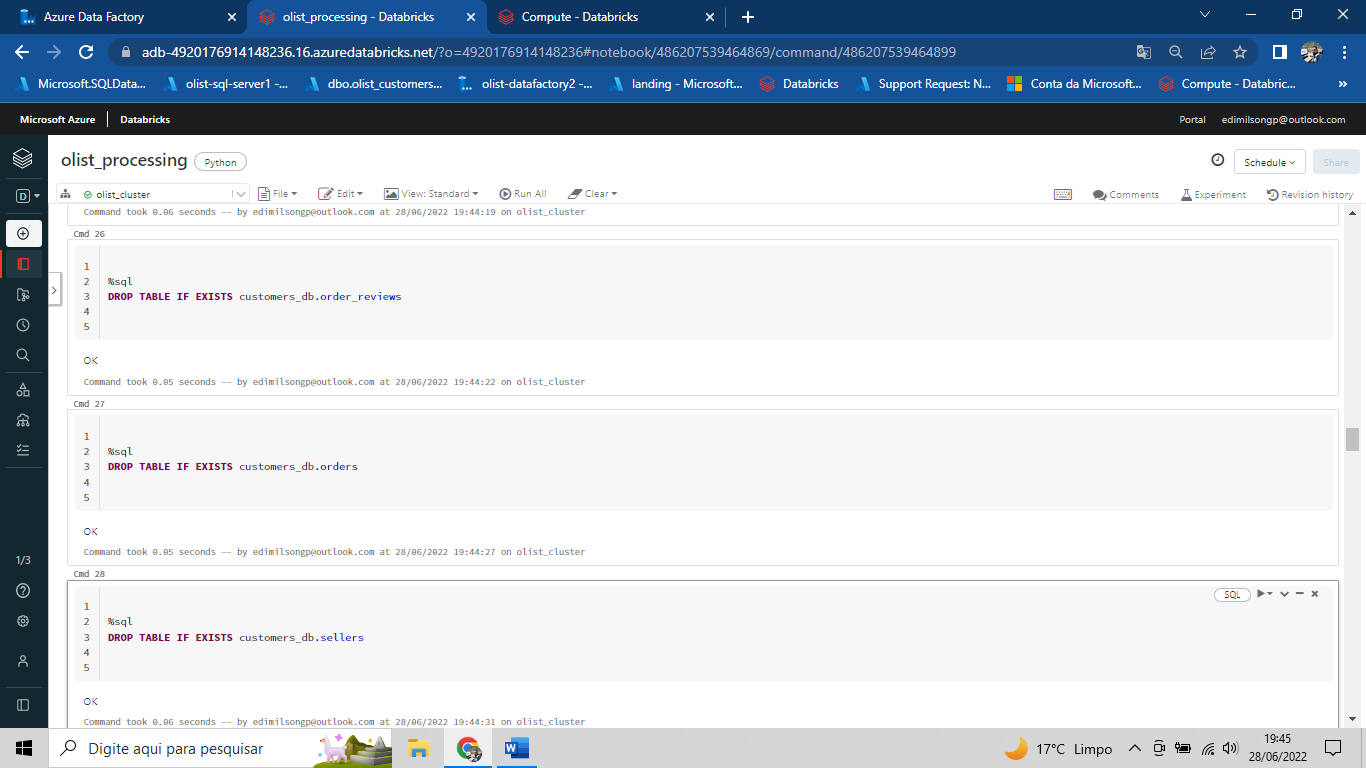 Azure Data Factory
olist_processing - Databricks
Compute - Databricks
adb-4920176914148236.16.azuredatabricks.net/?o=4920176914148236#notebook/486207539464869/command/486207539464899
Microsoft.SQLData...
olist-sql-server1 -...
dbo.olist_customers...
olist-datafactory2 -...
landing - Microsoft...
Databricks
Support Request: N...
Conta da Microsoft...
Compute - Databric...
»
Microsoft Azure
Databricks
Portal
edimilsongp@outlook.com
olist_processing
Python
Schedule
Share
D
olist_cluster
File
Edit
View: Standard
Run All
Clear
Comments
Experiment
Revision history
Command took 0.06 seconds -- by edimilsongp@outlook.com at 28/06/2022 19:44:19 on olist_cluster
Cmd 26
1
2 %sql
3 DROP TABLE IF EXISTS customers_db.order_reviews
4
5
OK
Command took 0.05 seconds -- by edimilsongp@outlook.com at 28/06/2022 19:44:22 on olist_cluster
Cmd 27
1
2 %sql
3 DROP TABLE IF EXISTS customers_db.orders
4
5
OK
Command took 0.05 seconds -- by edimilsongp@outlook.com at 28/06/2022 19:44:27 on olist_cluster
Cmd 28
SQL
1
2 %sql
3 DROP TABLE IF EXISTS customers_db.sellers
4
5
OK
Command took 0.06 seconds -- by edimilsongp@outlook.com at 28/06/2022 19:44:31 on olist_cluster
1/3
Digite aqui para pesquisar
W
17°C Limpo
19:45
28/06/2022